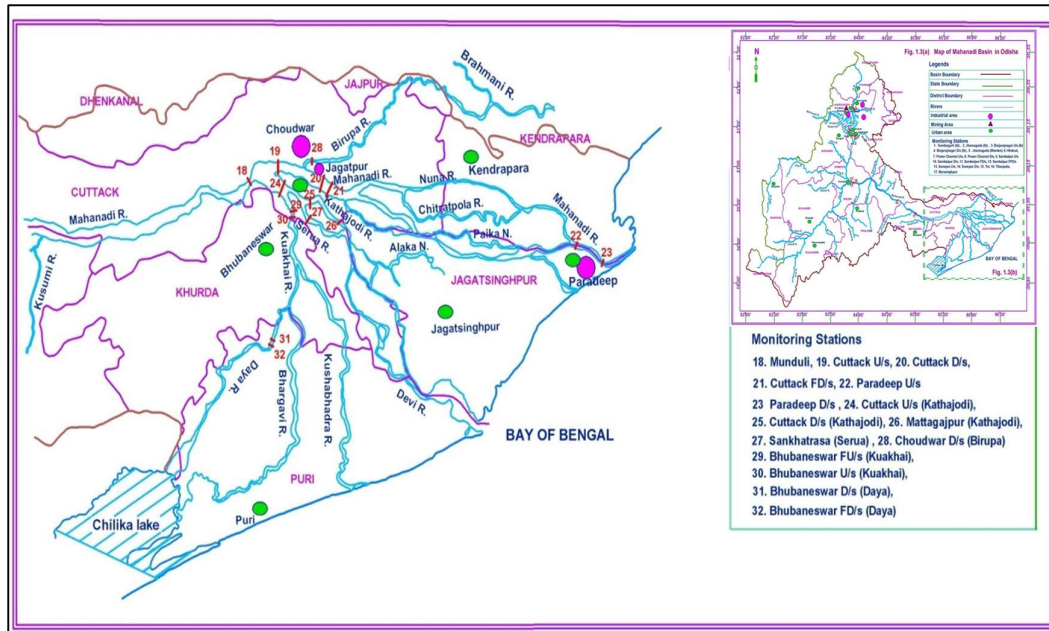 Brahmani R.
JAJPUR
DHENKANAL
Choudwar
Birupa R.
KENDRAPARA
19
28
Jagatpur
18
20
Mahanadi R.
Kendrapara
24
21
Nuna R.
CUTTACK
25
Chitratpola R.
Mahanadi R.
29
27
Kathajodi R.
Mahanadi R.
30
Serua R.
26
Paika N.
22
Bhubaneswar
Kuakhai R.
Alaka N.
23
Kusumi R.
KHURDA
JAGATSINGHPUR
Paradeep
Jagatsinghpur
31
32
Daya R.
Bhargavi R.
Kushabhadra R.
Devi R.
BAY OF BENGAL
PURI
Chilika lake
Puri
N
Fig. 1.3(a) Map of Mahanadi Basin in Odisha
Legends
Basin Boundary
State Boundary
District Boundary
Rivers
Industrial area
Mining Area
Urban area
Monitoring Stations
BAY OF BENGAL
Fig. 1.3(b)
Monitoring Stations
18. Munduli, 19. Cuttack U/s, 20. Cuttack D/s,
21. Cuttack FD/s, 22. Paradeep U/s
23 Paradeep D/s , 24. Cuttack U/s (Kathajodi),
25. Cuttack D/s (Kathajodi), 26. Mattagajpur (Kathajodi),
27. Sankhatrasa (Serua) , 28. Choudwar D/s (Birupa)
29. Bhubaneswar FU/s (Kuakhai),
30. Bhubaneswar U/s (Kuakhai),
31. Bhubaneswar D/s (Daya),
32. Bhubaneswar FD/s (Daya)